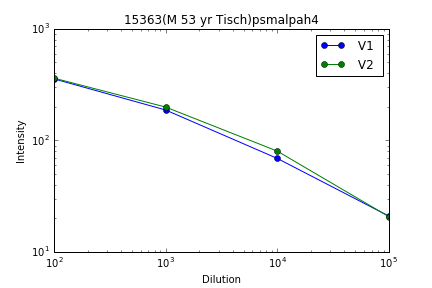 15363(M 53 yr Tisch)psmalpah4
10³
V1
V2
10²
10¹
Intensity
10² 10³ 10⁴ 10⁵
Dilution